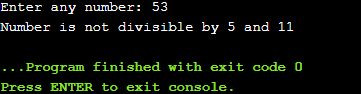 Enter any number: 53
Number is not divisible by 5 and 11
...Program finished with exit code 0
Press ENTER to exit console.